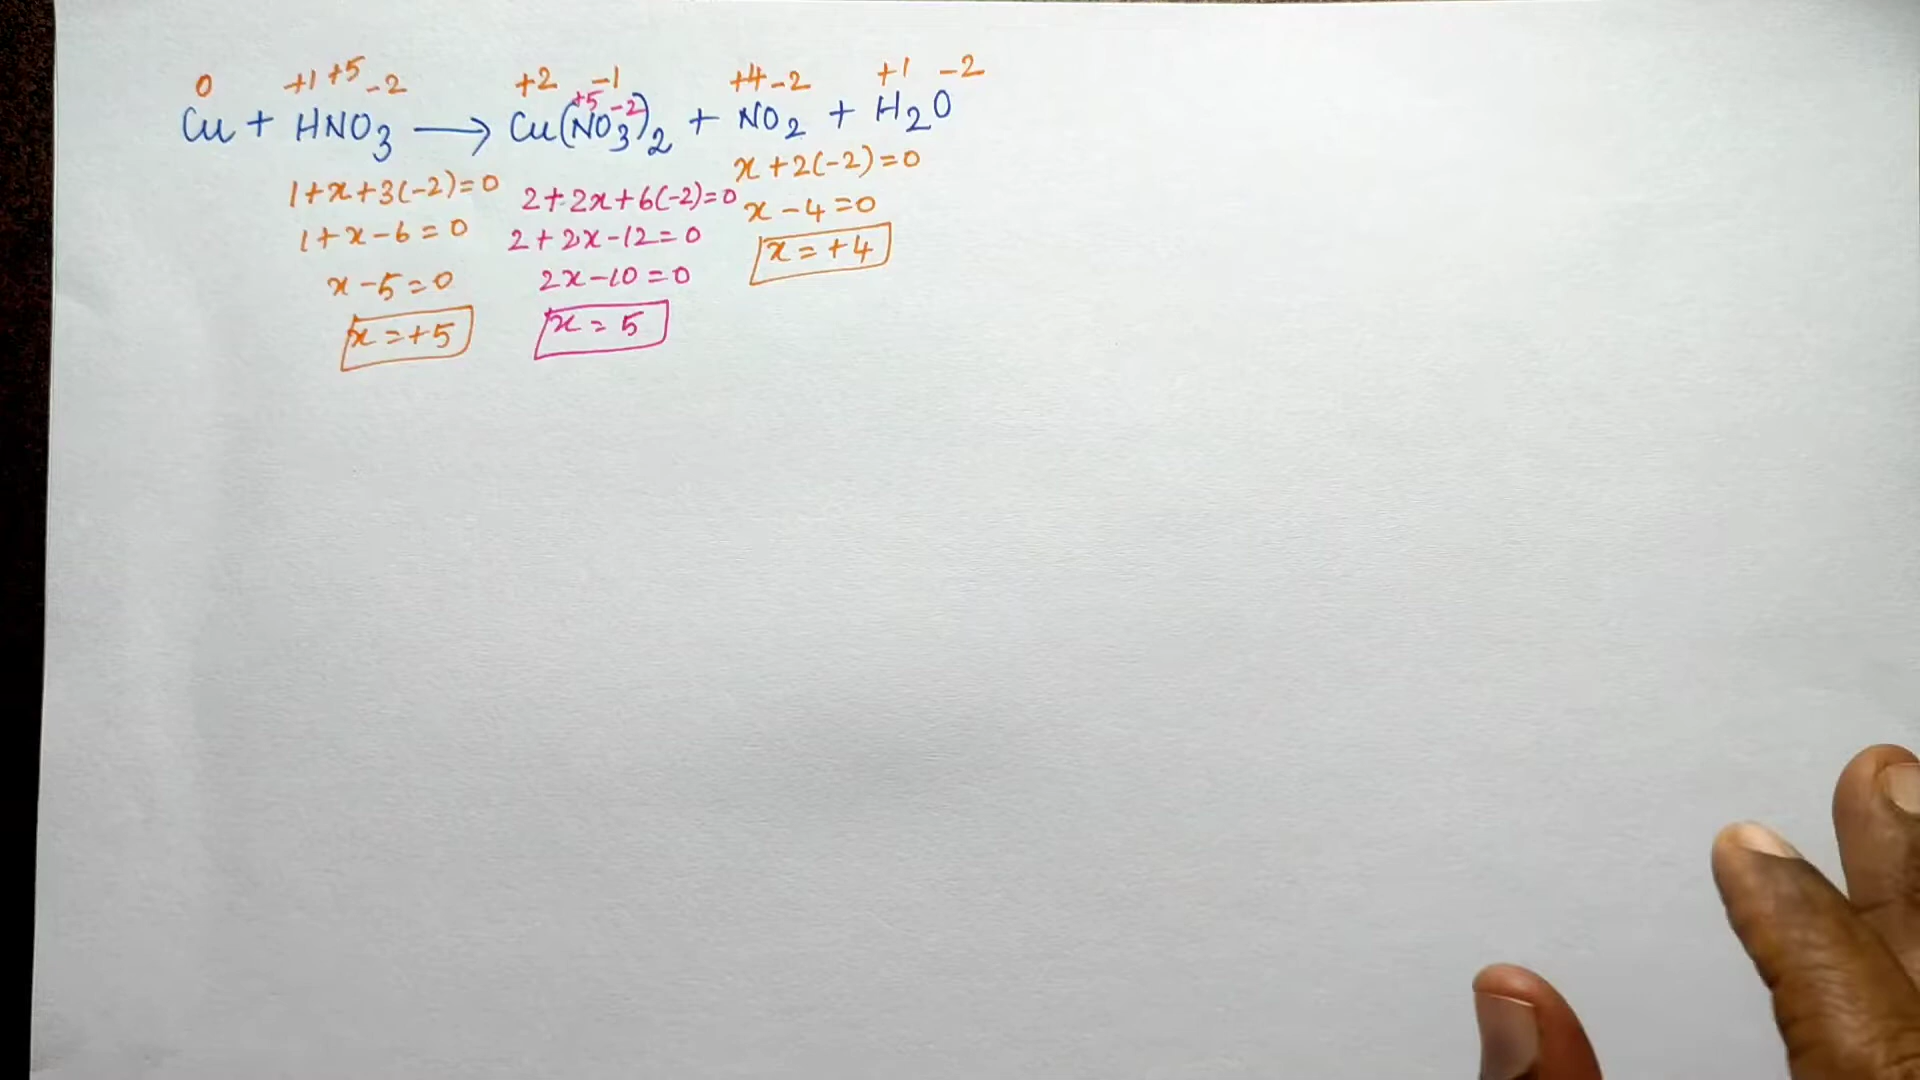 0 +1 +5 -2 +2 -1 +4 -2 +1 -2
+5 -2
Cu + HNO3 ⟶ Cu(NO3)2 + NO2 + H2O
1+x+3(-2)=0
1+x-6=0
x-5=0
x=+5
2+2x+6(-2)=0
2+2x-12=0
2x-10=0
x=5
x+2(-2)=0
x-4=0
x=+4